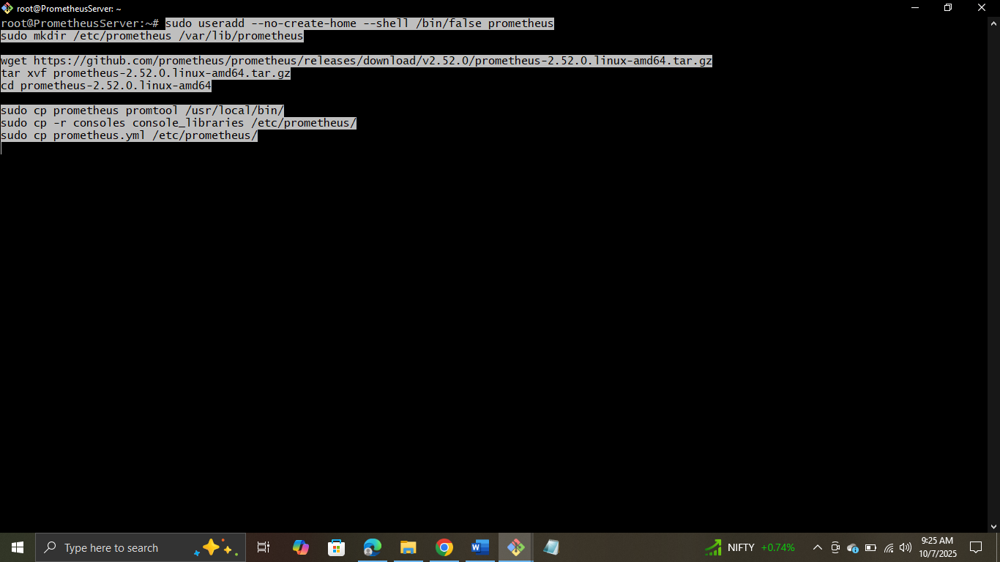 root@PrometheusServer: ~
root@PrometheusServer:~# sudo useradd --no-create-home --shell /bin/false prometheus
sudo mkdir /etc/prometheus /var/lib/prometheus
wget https://github.com/prometheus/prometheus/releases/download/v2.52.0/prometheus-2.52.0.linux-amd64.tar.gz
tar xvf prometheus-2.52.0.linux-amd64.tar.gz
cd prometheus-2.52.0.linux-amd64
sudo cp prometheus promtool /usr/local/bin/
sudo cp -r consoles console_libraries /etc/prometheus/
sudo cp prometheus.yml /etc/prometheus/
Type here to search
NIFTY +0.74%
9:25 AM
10/7/2025